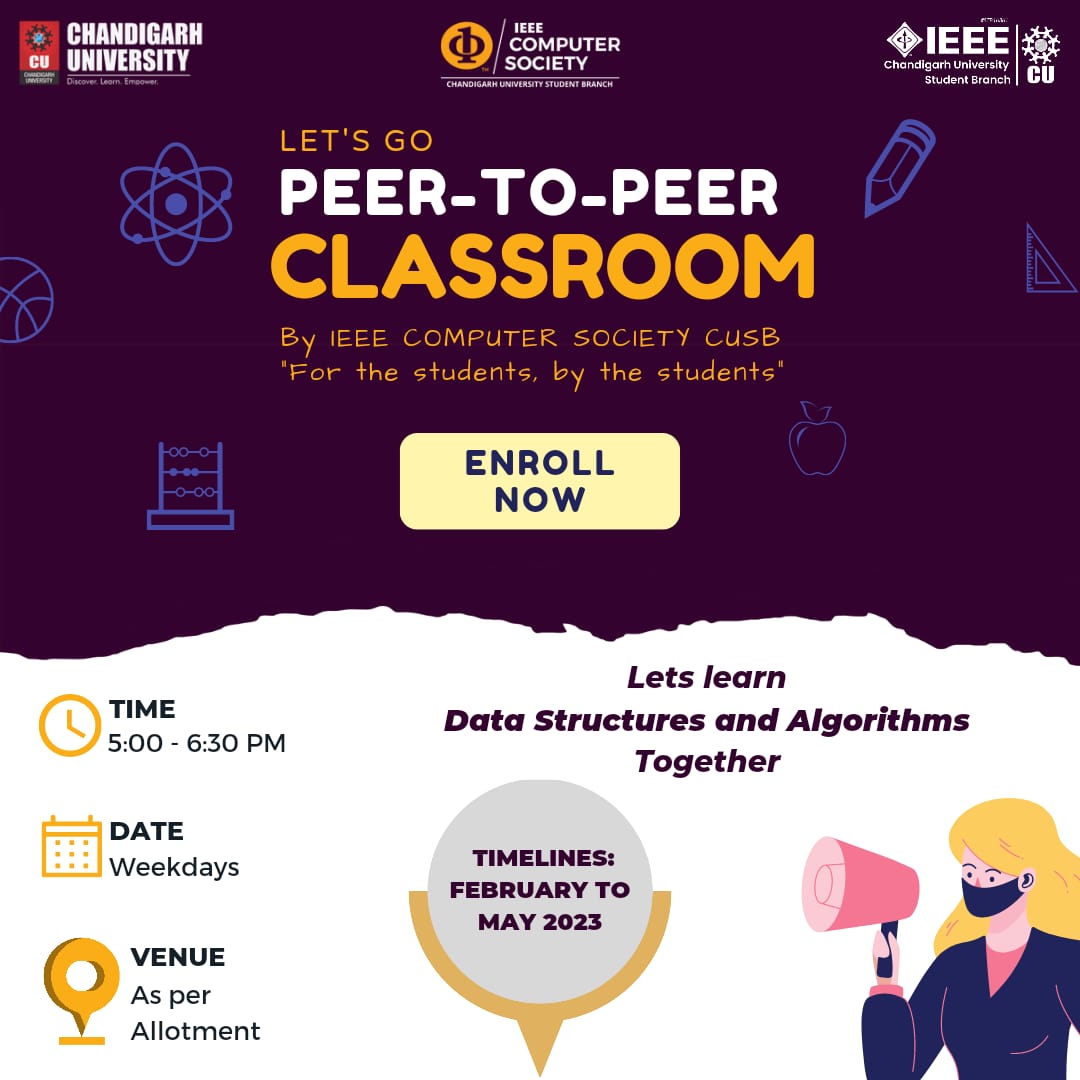 CHANDIGARH
UNIVERSITY
Discover. Learn. Empower.
CU
CHANDIGARH
UNIVERSITY
IEEE
COMPUTER
SOCIETY
TM
CHANDIGARH UNIVERSITY STUDENT BRANCH
IEEE
Chandigarh University
Student Branch
CU
LET'S GO
PEER-TO-PEER
CLASSROOM
By IEEE COMPUTER SOCIETY CUSB
"For the students, by the students"
ENROLL
NOW
Lets learn
Data Structures and Algorithms
Together
TIME
5:00 - 6:30 PM
DATE
Weekdays
VENUE
As per
Allotment
TIMELINES:
FEBRUARY TO
MAY 2023